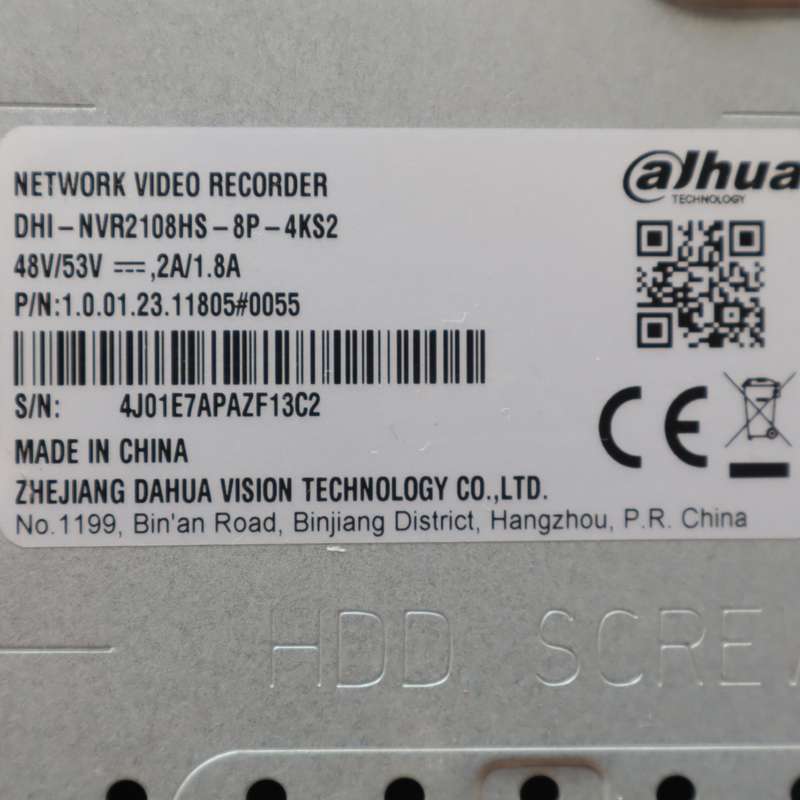 NETWORK VIDEO RECORDER
DHI-NVR2108HS-8P-4KS2
48V/53V ⎓,2A/1.8A
P/N:1.0.01.23.11805#0055
S/N: 4J01E7APAZF13C2
MADE IN CHINA
ZHEJIANG DAHUA VISION TECHNOLOGY CO.,LTD.
No.1199, Bin'an Road, Binjiang District, Hangzhou, P.R. China
alhua
TECHNOLOGY
CE
HDD SCREW